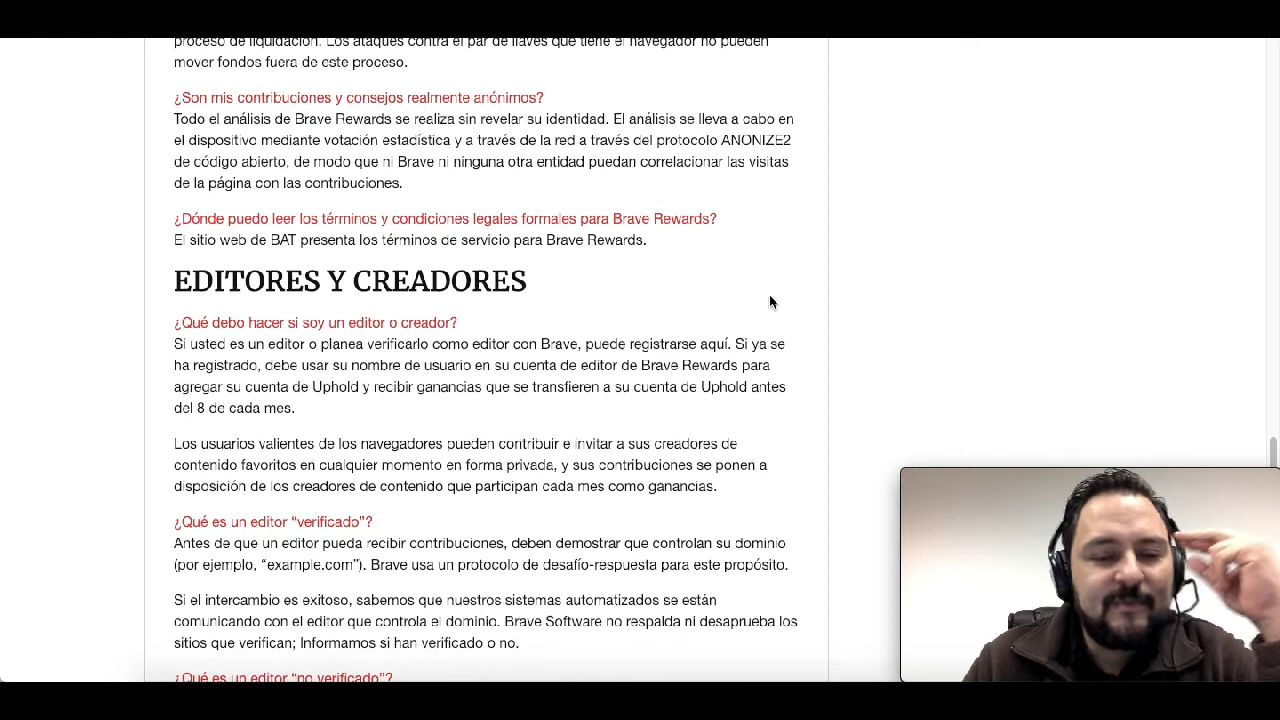 proceso de liquidación. Los ataques contra el par de llaves que tiene el navegador no pueden
mover fondos fuera de este proceso.
¿Son mis contribuciones y consejos realmente anónimos?
Todo el análisis de Brave Rewards se realiza sin revelar su identidad. El análisis se lleva a cabo en
el dispositivo mediante votación estadística y a través de la red a través del protocolo ANONIZE2
de código abierto, de modo que ni Brave ni ninguna otra entidad puedan correlacionar las visitas
de la página con las contribuciones.
¿Dónde puedo leer los términos y condiciones legales formales para Brave Rewards?
El sitio web de BAT presenta los términos de servicio para Brave Rewards.
EDITORES Y CREADORES
¿Qué debo hacer si soy un editor o creador?
Si usted es un editor o planea verificarlo como editor con Brave, puede registrarse aquí. Si ya se
ha registrado, debe usar su nombre de usuario en su cuenta de editor de Brave Rewards para
agregar su cuenta de Uphold y recibir ganancias que se transfieren a su cuenta de Uphold antes
del 8 de cada mes.
Los usuarios valientes de los navegadores pueden contribuir e invitar a sus creadores de
contenido favoritos en cualquier momento en forma privada, y sus contribuciones se ponen a
disposición de los creadores de contenido que participan cada mes como ganancias.
¿Qué es un editor “verificado”?
Antes de que un editor pueda recibir contribuciones, deben demostrar que controlan su dominio
(por ejemplo, “example.com”). Brave usa un protocolo de desafío-respuesta para este propósito.
Si el intercambio es exitoso, sabemos que nuestros sistemas automatizados se están
comunicando con el editor que controla el dominio. Brave Software no respalda ni desaprueba los
sitios que verifican; Informamos si han verificado o no.
¿Qué es un editor “no verificado”?